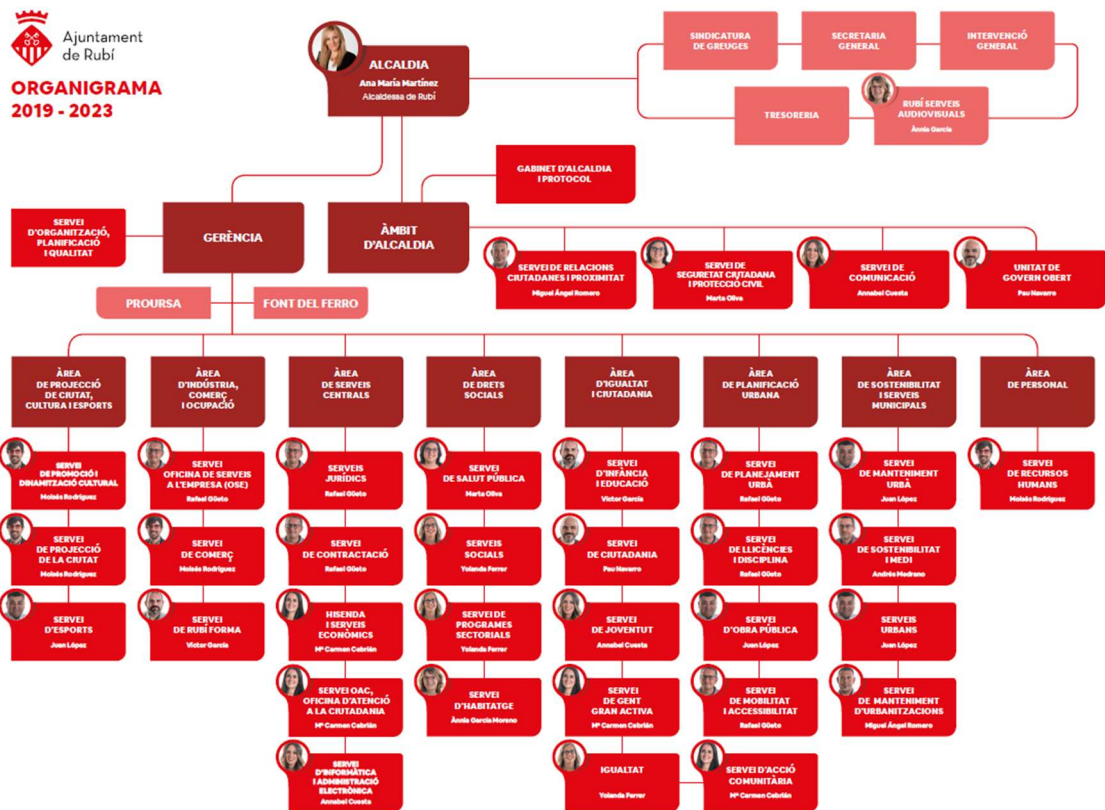 Ajuntament
de Rubí
ORGANIGRAMA
2019 - 2023
ALCALDIA
Ana María Martínez
Alcaldessa de Rubí
SINDICATURA
DE GREUGES
SECRETARIA
GENERAL
INTERVENCIÓ
GENERAL
TRESORERIA
RUBÍ SERVEIS
AUDIOVISUALS
Ànnia García
GABINET D'ALCALDIA
I PROTOCOL
SERVEI
D'ORGANITZACIÓ,
PLANIFICACIÓ
I QUALITAT
GERÈNCIA
ÀMBIT
D'ALCALDIA
SERVEI DE RELACIONS
CIUTADANES I PROXIMITAT
Miguel Ángel Romero
SERVEI DE
SEGURETAT CIUTADANA
I PROTECCIÓ CIVIL
Marta Oliva
SERVEI DE
COMUNICACIÓ
Annabel Cuesta
UNITAT DE
GOVERN OBERT
Pau Navarro
PROURSA
FONT DEL FERRO
ÀREA
DE PROJECCIÓ
DE CIUTAT,
CULTURA I ESPORTS
ÀREA
D'INDÚSTRIA,
COMERÇ
I OCUPACIÓ
ÀREA
DE SERVEIS
CENTRALS
ÀREA
DE DRETS
SOCIALS
ÀREA
D'IGUALTAT
I CIUTADANIA
ÀREA
DE PLANIFICACIÓ
URBANA
ÀREA
DE SOSTENIBILITAT
I SERVEIS
MUNICIPALS
ÀREA
DE PERSONAL
SERVEI
DE PROMOCIÓ I
DINAMITZACIÓ CULTURAL
Moisés Rodríguez
SERVEI
OFICINA DE SERVEIS
A L'EMPRESA (OSE)
Rafael Güeto
SERVEIS
JURÍDICS
Rafael Güeto
SERVEI
DE SALUT PÚBLICA
Marta Oliva
SERVEI
D'INFÀNCIA
I EDUCACIÓ
Víctor García
SERVEI
DE PLANEJAMENT
URBÀ
Rafael Güeto
SERVEI
DE MANTENIMENT
URBÀ
Juan López
SERVEI
DE RECURSOS
HUMANS
Moisés Rodríguez
SERVEI
DE PROJECCIÓ
DE LA CIUTAT
Moisés Rodríguez
SERVEI
DE COMERÇ
Moisés Rodríguez
SERVEI
DE CONTRACTACIÓ
Rafael Güeto
SERVEIS
SOCIALS
Yolanda Ferrer
SERVEI
DE CIUTADANIA
Pau Navarro
SERVEI
DE LLICÈNCIES
I DISCIPLINA
Rafael Güeto
SERVEI
DE SOSTENIBILITAT
I MEDI
Andrés Medrano
SERVEI
D'ESPORTS
Juan López
SERVEI
DE RUBÍ FORMA
Víctor García
HISENDA
I SERVEIS
ECONÒMICS
Mª Carmen Cebrián
SERVEI DE
PROGRAMES
SECTORIALS
Yolanda Ferrer
SERVEI
DE JOVENTUT
Annabel Cuesta
SERVEI
D'OBRA PÚBLICA
Juan López
SERVEIS
URBANS
Juan López
SERVEI OAC,
OFICINA D'ATENCIÓ
A LA CIUTADANIA
Mª Carmen Cebrián
SERVEI
D'HABITATGE
Ànnia García Moreno
SERVEI
DE GENT
GRAN ACTIVA
Mª Carmen Cebrián
SERVEI
DE MOBILITAT
I ACCESSIBILITAT
Rafael Güeto
SERVEI
DE MANTENIMENT
D'URBANITZACIONS
Miguel Ángel Romero
SERVEI
D'INFORMÀTICA
I ADMINISTRACIÓ
ELECTRÒNICA
Annabel Cuesta
IGUALTAT
Yolanda Ferrer
SERVEI D'ACCIÓ
COMUNITÀRIA
Mª Carmen Cebrián